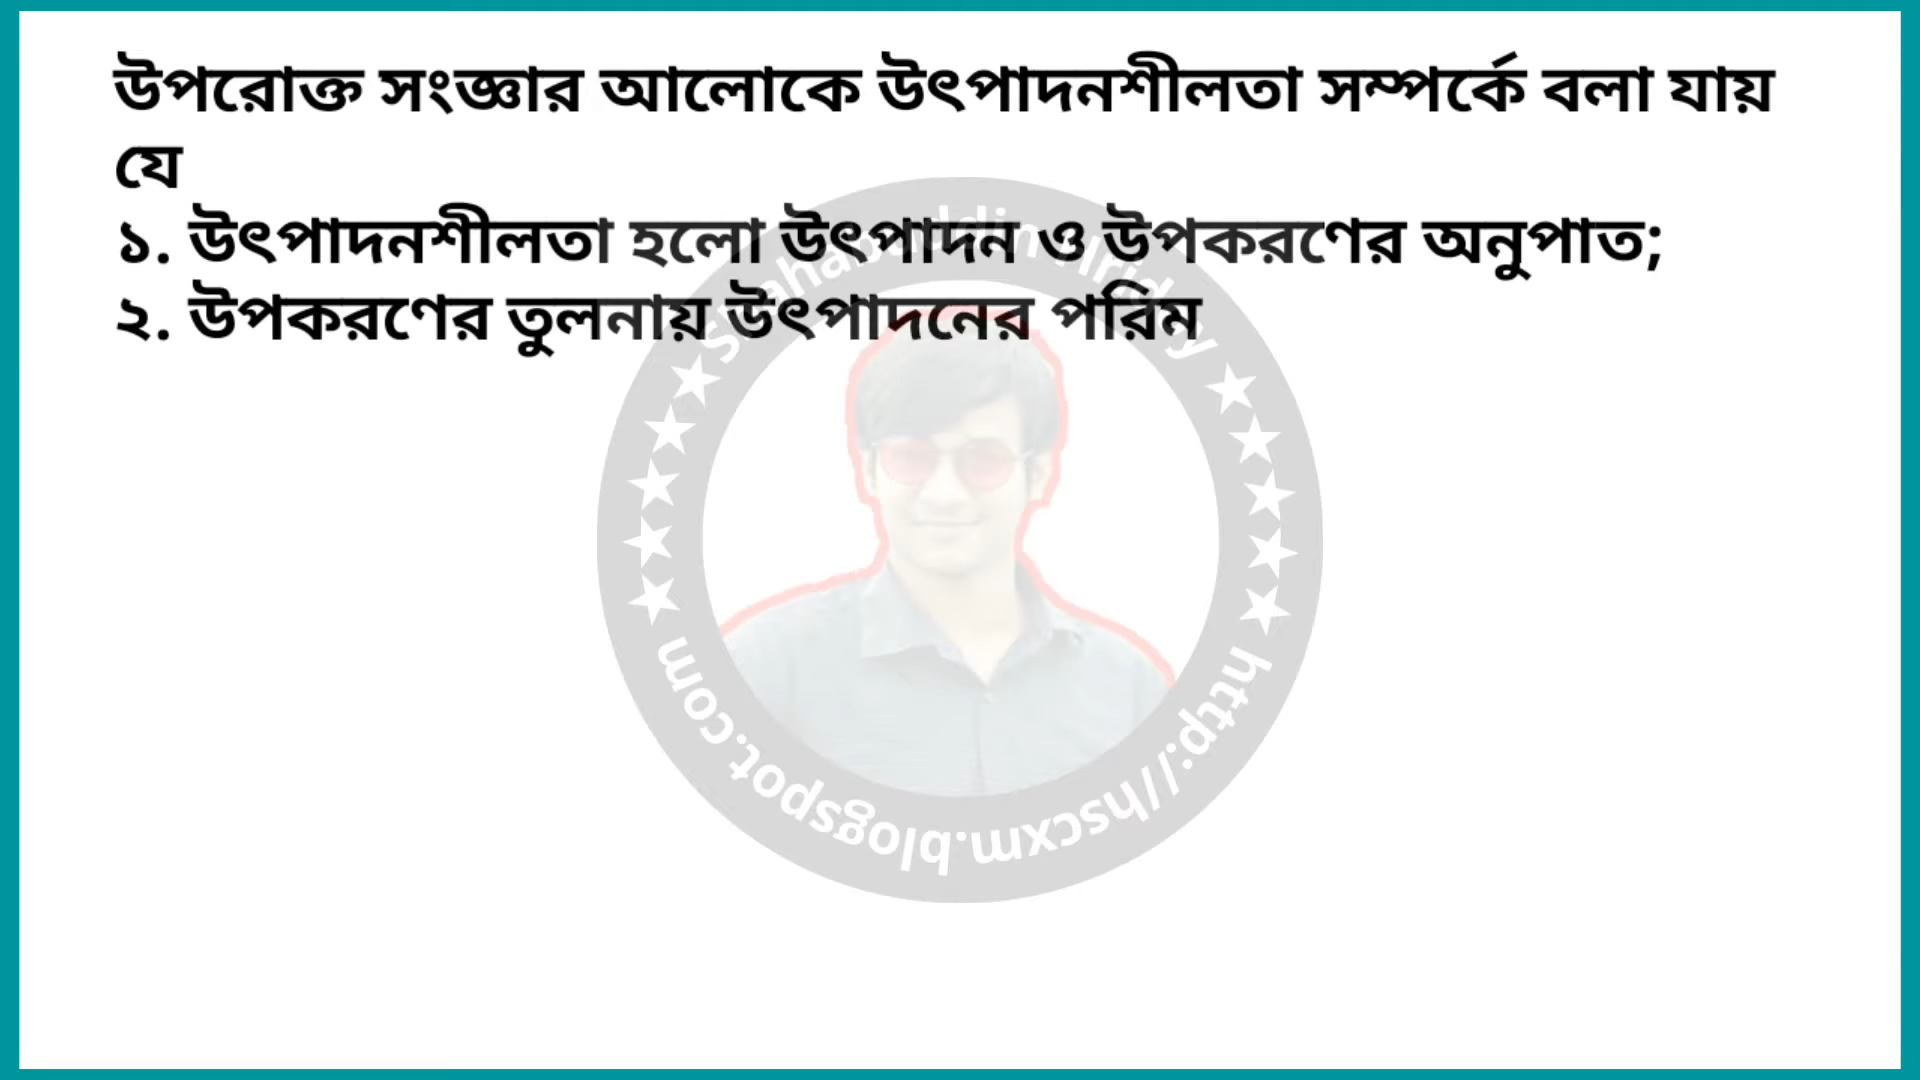 উপরোক্ত সংজ্ঞার আলোকে উৎপাদনশীলতা সম্পর্কে বলা যায়
যে
১. উৎপাদনশীলতা হলো উৎপাদন ও উপকরণের অনুপাত;
২. উপকরণের তুলনায় উৎপাদনের পরিম
http://hscxm.blogspot.com